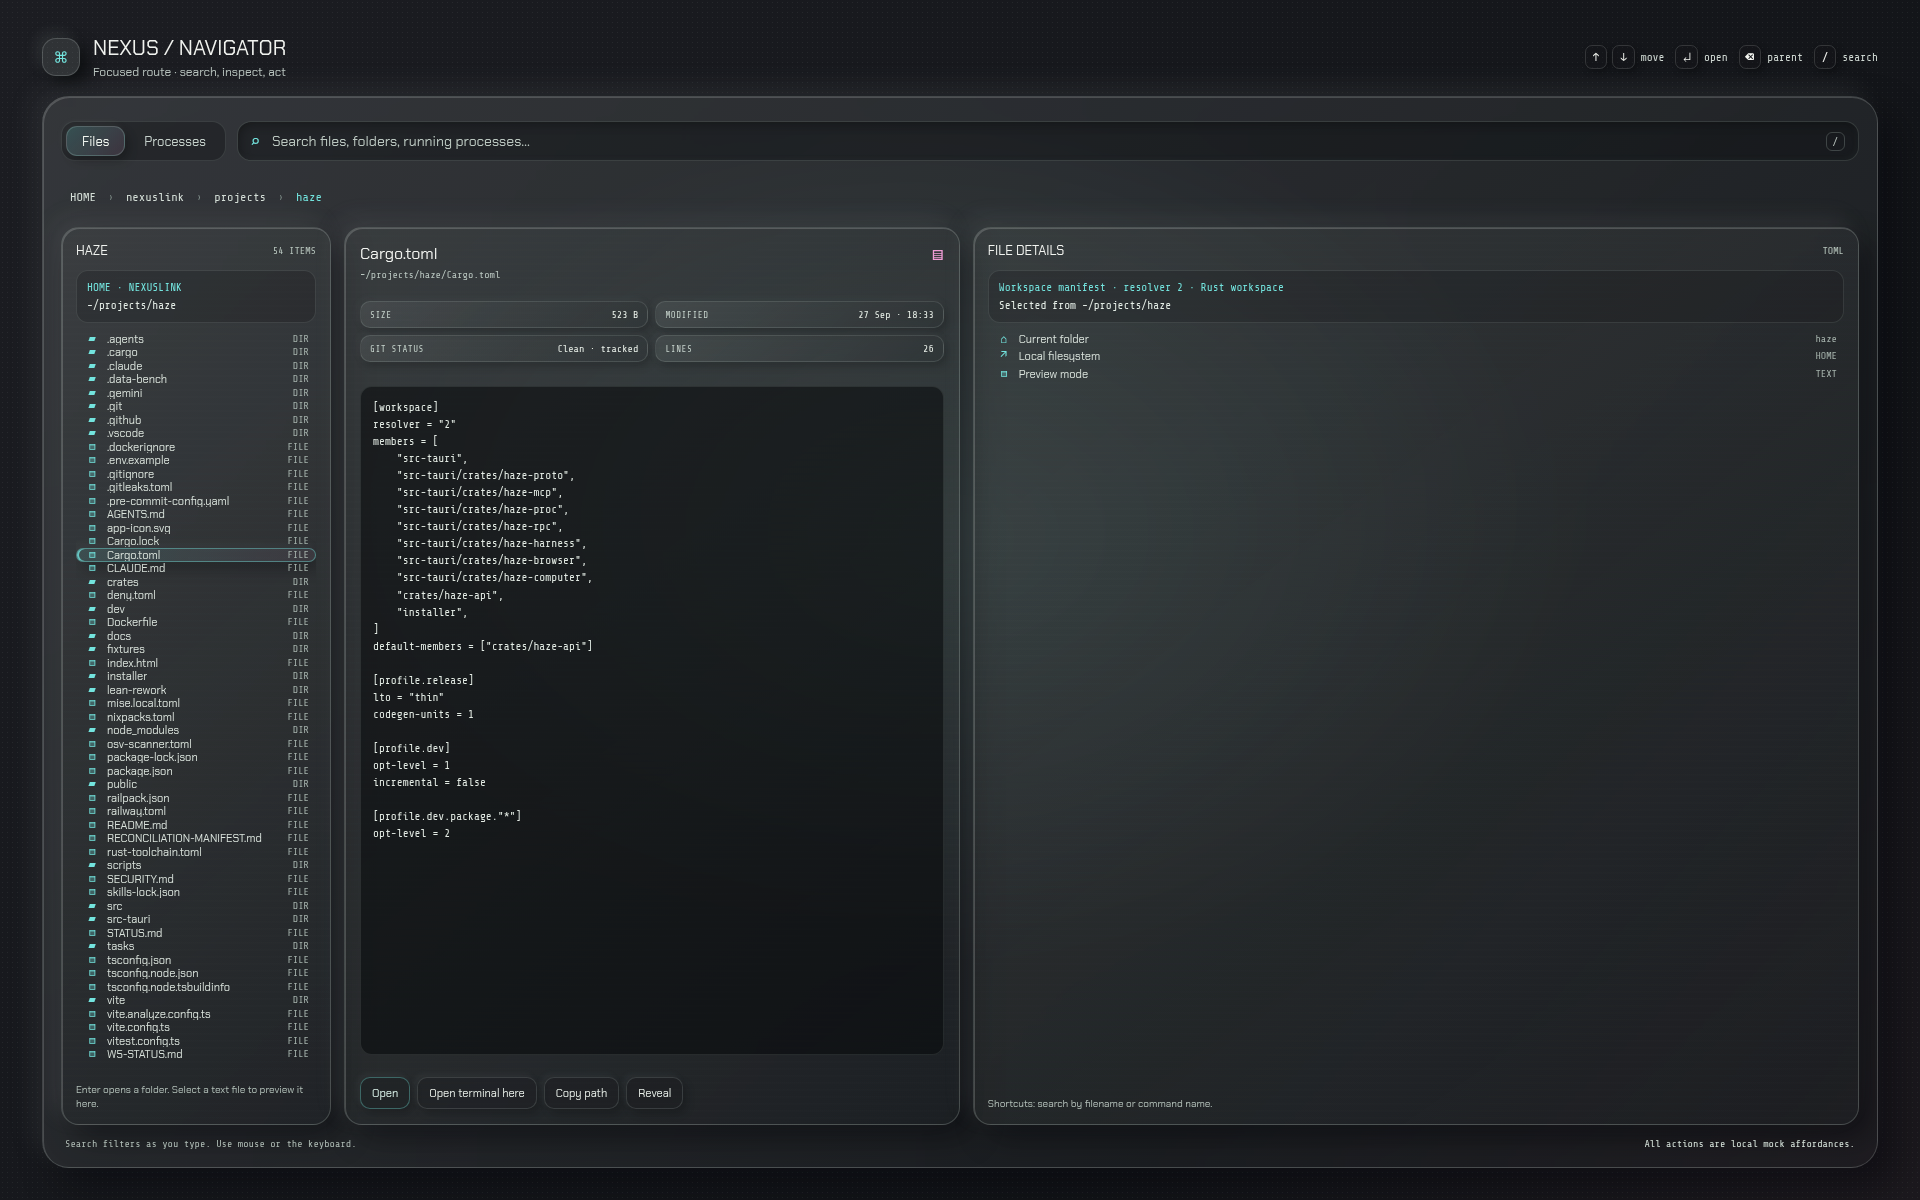 ⌘ NEXUS / NAVIGATOR
Focused route · search, inspect, act
↑ ↓ move ↵ open ⌫ parent / search
Files Processes
Search files, folders, running processes... /
HOME › nexuslink › projects › haze
HAZE 54 ITEMS
HOME · NEXUSLINK
~/projects/haze
.agents DIR
.cargo DIR
.claude DIR
.data-bench DIR
.gemini DIR
.git DIR
.github DIR
.vscode DIR
.dockerignore FILE
.env.example FILE
.gitignore FILE
.gitleaks.toml FILE
.pre-commit-config.yaml FILE
AGENTS.md FILE
app-icon.svg FILE
Cargo.lock FILE
Cargo.toml FILE
CLAUDE.md FILE
crates DIR
deny.toml FILE
dev DIR
Dockerfile FILE
docs DIR
fixtures DIR
index.html FILE
installer DIR
lean-rework DIR
mise.local.toml FILE
nixpacks.toml FILE
node_modules DIR
osv-scanner.toml FILE
package-lock.json FILE
package.json FILE
public DIR
railpack.json FILE
railway.toml FILE
README.md FILE
RECONCILIATION-MANIFEST.md FILE
rust-toolchain.toml FILE
scripts DIR
SECURITY.md FILE
skills-lock.json FILE
src DIR
src-tauri DIR
STATUS.md FILE
tasks DIR
tsconfig.json FILE
tsconfig.node.json FILE
tsconfig.node.tsbuildinfo FILE
vite DIR
vite.analyze.config.ts FILE
vite.config.ts FILE
vitest.config.ts FILE
WS-STATUS.md FILE
Enter opens a folder. Select a text file to preview it
here.
Cargo.toml
~/projects/haze/Cargo.toml
SIZE 523 B
MODIFIED 27 Sep · 18:33
GIT STATUS Clean · tracked
LINES 26
[workspace]
resolver = "2"
members = [
    "src-tauri",
    "src-tauri/crates/haze-proto",
    "src-tauri/crates/haze-mcp",
    "src-tauri/crates/haze-proc",
    "src-tauri/crates/haze-rpc",
    "src-tauri/crates/haze-harness",
    "src-tauri/crates/haze-browser",
    "src-tauri/crates/haze-computer",
    "crates/haze-api",
    "installer",
]
default-members = ["crates/haze-api"]
[profile.release]
lto = "thin"
codegen-units = 1
[profile.dev]
opt-level = 1
incremental = false
[profile.dev.package."*"]
opt-level = 2
Open Open terminal here Copy path Reveal
FILE DETAILS TOML
Workspace manifest · resolver 2 · Rust workspace
Selected from ~/projects/haze
Current folder haze
Local filesystem HOME
Preview mode TEXT
Shortcuts: search by filename or command name.
Search filters as you type. Use mouse or the keyboard.
All actions are local mock affordances.